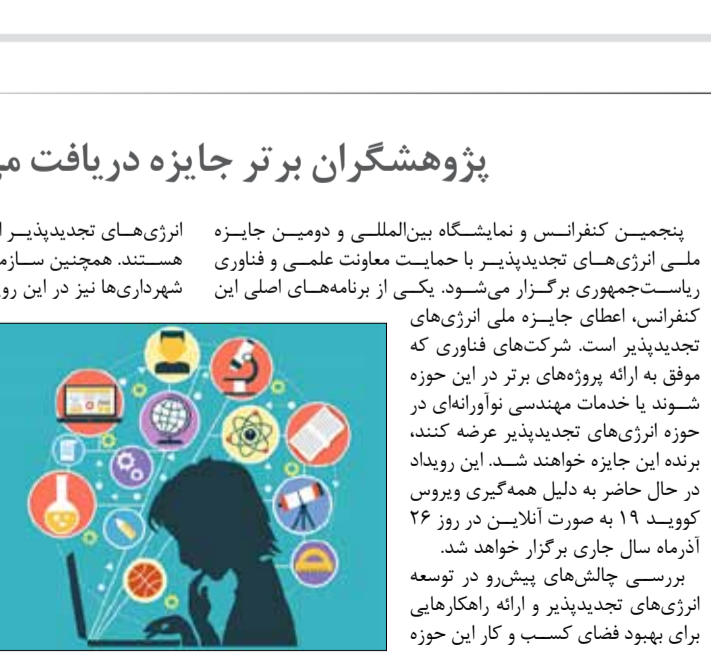 پژوهشگران برتر جایزه دریافت
پنجمین کنفرانس و نمایشگاه بین‌المللی و دومین جایزه
ملی انرژی‌های تجدیدپذیر با حمایت معاونت علمی و فناوری
ریاست‌جمهوری برگزار می‌شود. یکی از برنامه‌های اصلی این
کنفرانس، اعطای جایزه ملی انرژی‌های
تجدیدپذیر است. شرکت‌های فناوری که
موفق به ارائه پروژه‌های برتر در این حوزه
شوند یا خدمات مهندسی نوآورانه‌ای در
حوزه انرژی‌های تجدیدپذیر عرضه کنند،
برنده این جایزه خواهند شد. این رویداد
در حال حاضر به دلیل همه‌گیری ویروس
کووید ۱۹ به صورت آنلاین در روز ۲۶
آذرماه سال جاری برگزار خواهد شد.
بررسی چالش‌های پیش‌رو در توسعه
انرژی‌های تجدیدپذیر و ارائه راهکارهایی
برای بهبود فضای کسب و کار این حوزه
انرژی‌های تجدیدپذیر
هستند. همچنین
شهرداری‌ها نیز در این